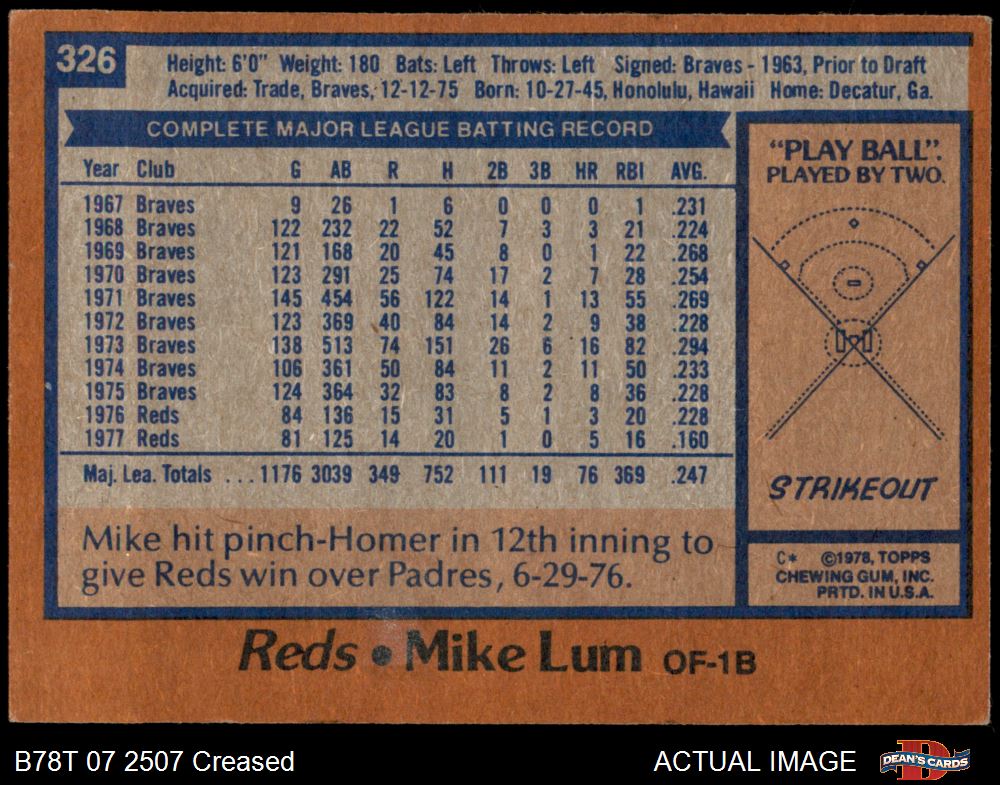 326
Height: 6'0" Weight: 180 Bats: Left Throws: Left Signed: Braves - 1963, Prior to Draft
Acquired: Trade, Braves, 12-12-75 Born: 10-27-45, Honolulu, Hawaii Home: Decatur, Ga.
COMPLETE MAJOR LEAGUE BATTING RECORD
Year Club G AB R H 2B 3B HR RBI AVG.
1967 Braves 9 26 1 6 0 0 0 1 .231
1968 Braves 122 232 22 52 7 3 3 21 .224
1969 Braves 121 168 20 45 8 0 1 22 .268
1970 Braves 123 291 25 74 17 2 7 28 .254
1971 Braves 145 454 56 122 14 1 13 55 .269
1972 Braves 123 369 40 84 14 2 9 38 .228
1973 Braves 138 513 74 151 26 6 16 82 .294
1974 Braves 106 361 50 84 11 2 11 50 .233
1975 Braves 124 364 32 83 8 2 8 36 .228
1976 Reds 84 136 15 31 5 1 3 20 .228
1977 Reds 81 125 14 20 1 0 5 16 .160
Maj. Lea. Totals ... 1176 3039 349 752 111 19 76 369 .247
Mike hit pinch-Homer in 12th inning to
give Reds win over Padres, 6-29-76.
"PLAY BALL".
PLAYED BY TWO.
STRIKEOUT
C* ©1978, TOPPS
CHEWING GUM, INC.
PRTD. IN U.S.A.
Reds • Mike Lum OF-1B
B78T 07 2507 Creased
ACTUAL IMAGE
DEAN'S CARDS